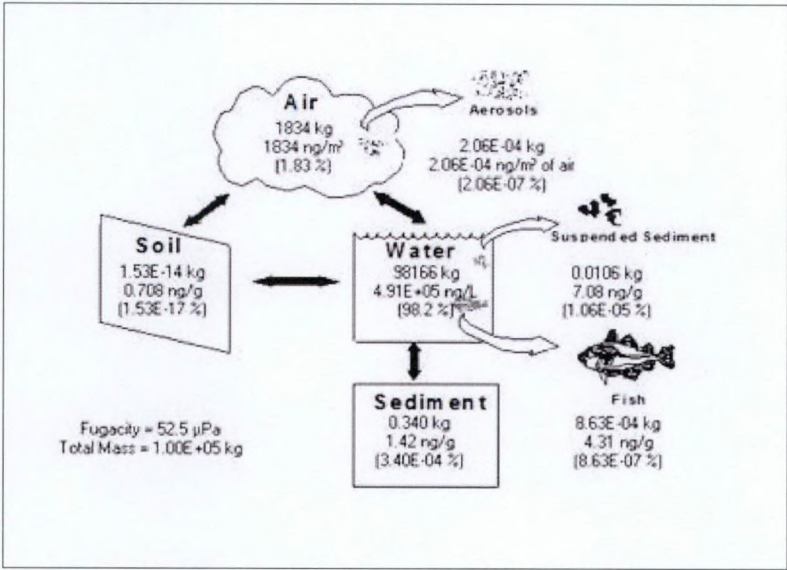 Air
1834 kg
1834 ng/m³
(1.83 %)
Aerosols
2.06E-04 kg
2.06E-04 ng/m³ of air
(2.06E-07 %)
Soil
1.53E-14 kg
0.708 ng/g
(1.53E-17 %)
Water
98166 kg
4.91E+05 ng/L
(98.2 %)
Suspended Sediment
0.0106 kg
7.08 ng/g
(1.06E-05 %)
Sediment
0.340 kg
1.42 ng/g
(3.40E-04 %)
Fish
8.63E-04 kg
4.31 ng/g
(8.63E-07 %)
Fugacity = 52.5 µPa
Total Mass = 1.00E+05 kg